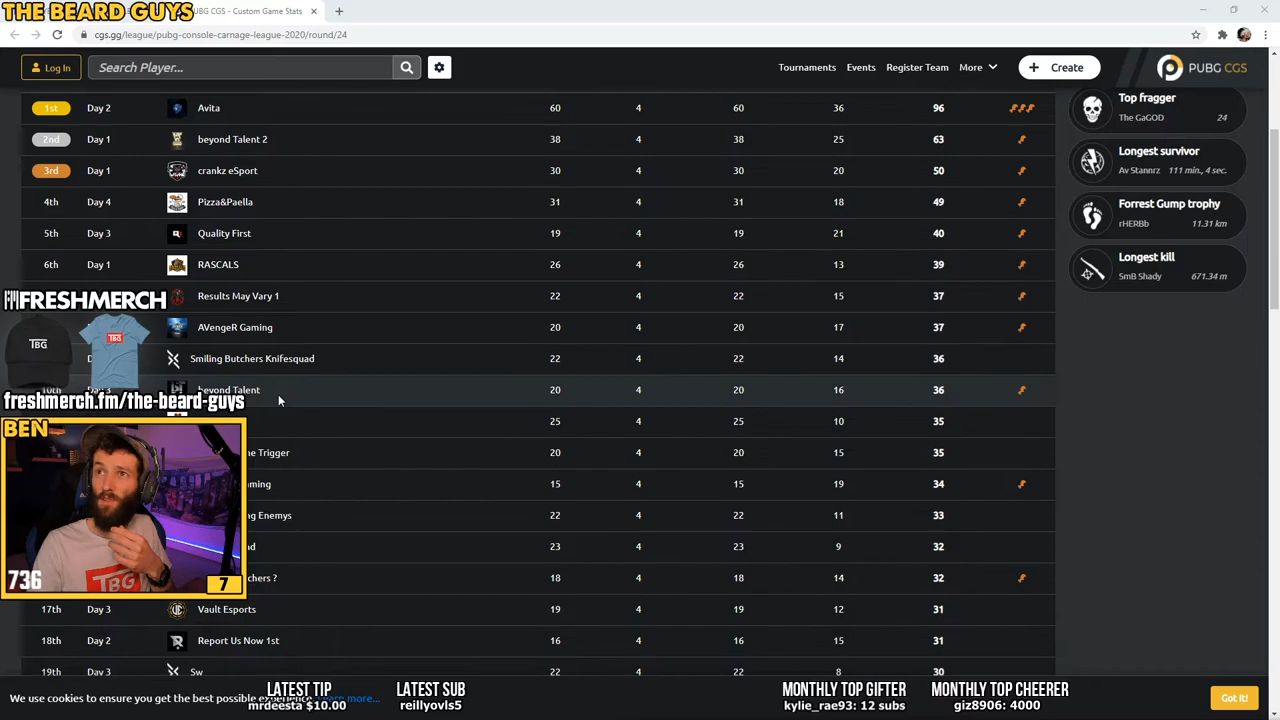 THE BEARD GUYS
UBG CGS - Custom Game Stats
cgs.gg/league/pubg-console-carnage-league-2020/round/24
Log In
Search Player...
Tournaments Events Register Team More
Create
PUBG CGS
1st Day 2 Avita 60 4 60 36 96
2nd Day 1 beyond Talent 2 38 4 38 25 63
3rd Day 1 crankz eSport 30 4 30 20 50
4th Day 4 Pizza&Paella 31 4 31 18 49
5th Day 3 Quality First 19 4 19 21 40
6th Day 1 RASCALS 26 4 26 13 39
Results May Vary 1 22 4 22 15 37
AVengeR Gaming 20 4 20 17 37
Smiling Butchers Knifesquad 22 4 22 14 36
10th beyond Talent 20 4 20 16 36
25 4 25 10 35
e Trigger 20 4 20 15 35
ming 15 4 15 19 34
g Enemys 22 4 22 11 33
d 23 4 23 9 32
chers ? 18 4 18 14 32
17th Day 3 Vault Esports 19 4 19 12 31
18th Day 2 Report Us Now 1st 16 4 16 15 31
19th Day 3 Sw 22 4 22 8 30
Top fragger
The GaGOD 24
Longest survivor
Av Stannrz 111 min., 4 sec.
Forrest Gump trophy
rHERBb 11.31 km
Longest kill
SmB Shady 671.34 m
FRESHMERCH
TBG
TBG
freshmerch.fm/the-beard-guys
BEN
TBG
736
7
We use cookies to ensure you get the best possible experience. Learn more...
Got It!
LATEST TIP
mrdeesta $10.00
LATEST SUB
reillyovls5
MONTHLY TOP GIFTER
kylie_rae93: 12 subs
MONTHLY TOP CHEERER
giz8906: 4000